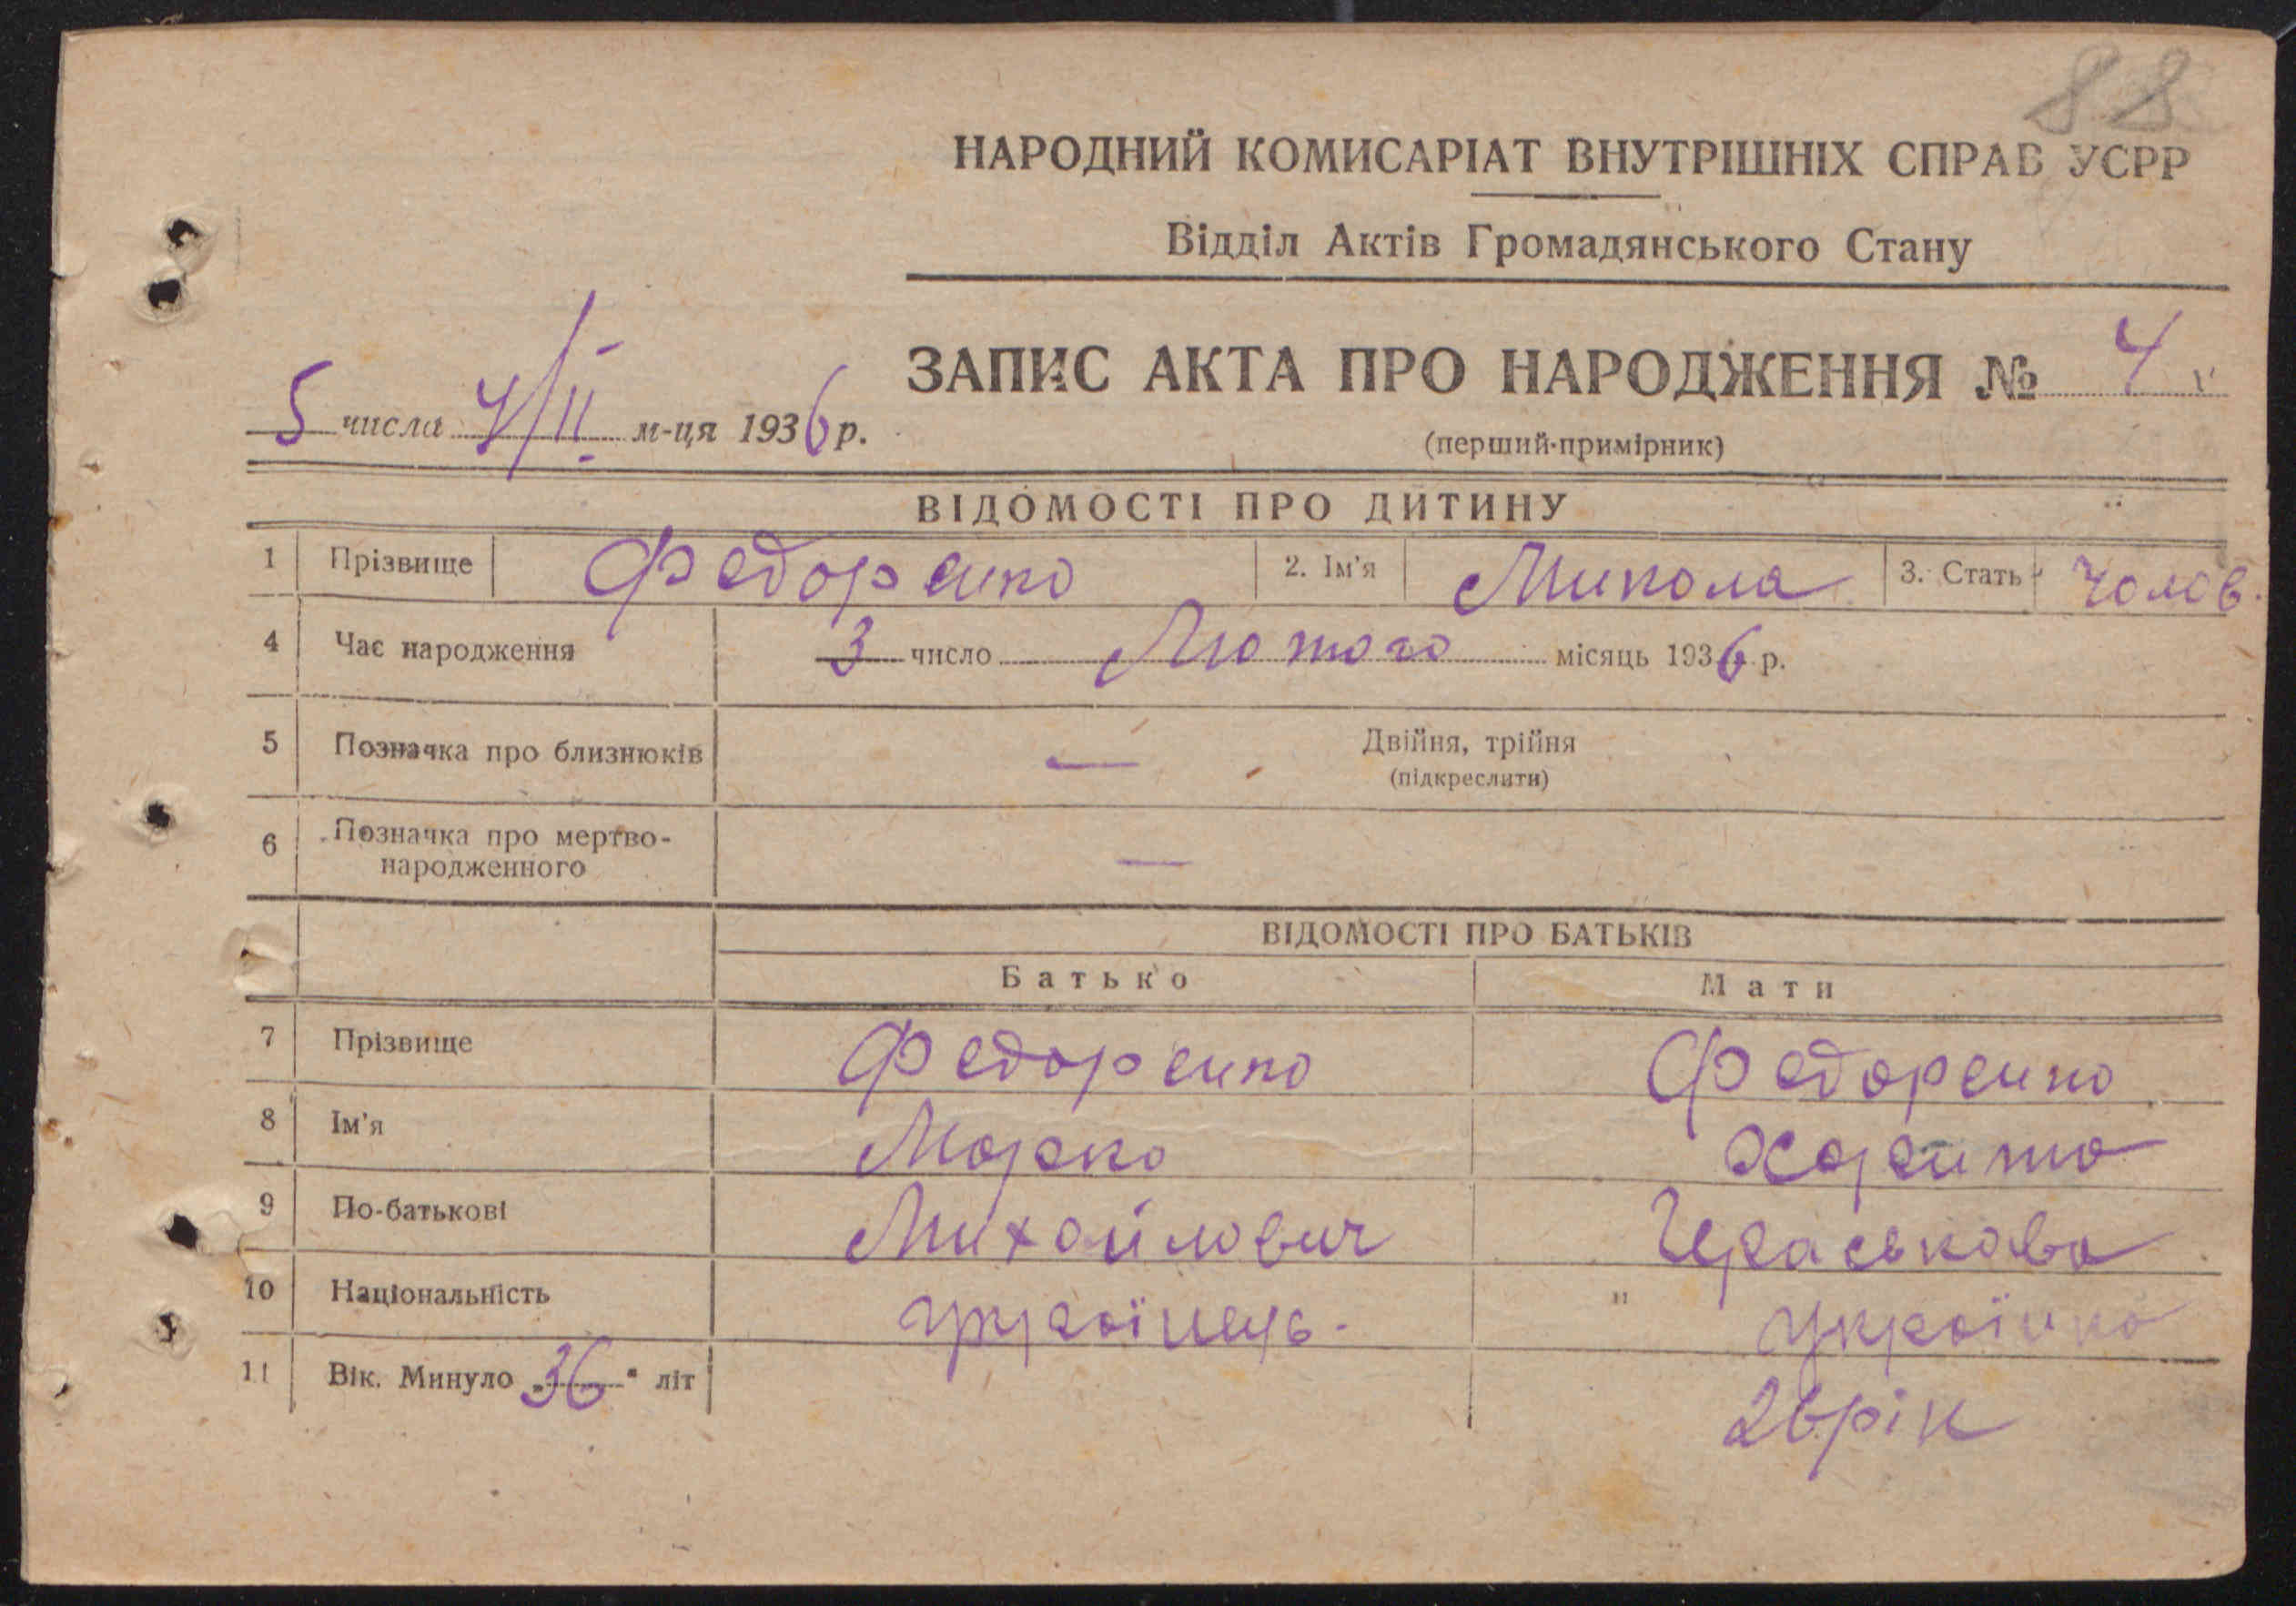 88
НАРОДНИЙ КОМИСАРІАТ ВНУТРІШНІХ СПРАВ УСРР
Відділ Актів Громадянського Стану
ЗАПИС АКТА ПРО НАРОДЖЕННЯ № 4
5 числа /II м-ця 1936 р.
(перший примірник)
ВІДОМОСТІ ПРО ДИТИНУ
1 Прізвище Федоренко 2. Ім'я Микола 3. Стать Чолов.
4 Час народження 3 число Лютого місяць 1936 р.
5 Позначка про близнюків — Двійня, трійня
(підкреслити)
6 Позначка про мертво-
народженного —
ВІДОМОСТІ ПРО БАТЬКІВ
Батько Мати
7 Прізвище Федоренко Федоренко
8 Ім'я Марко Харитина
9 По-батькові Михайлович
10 Національність українець. " українка
11 Вік. Минуло „36" літ 26 рік